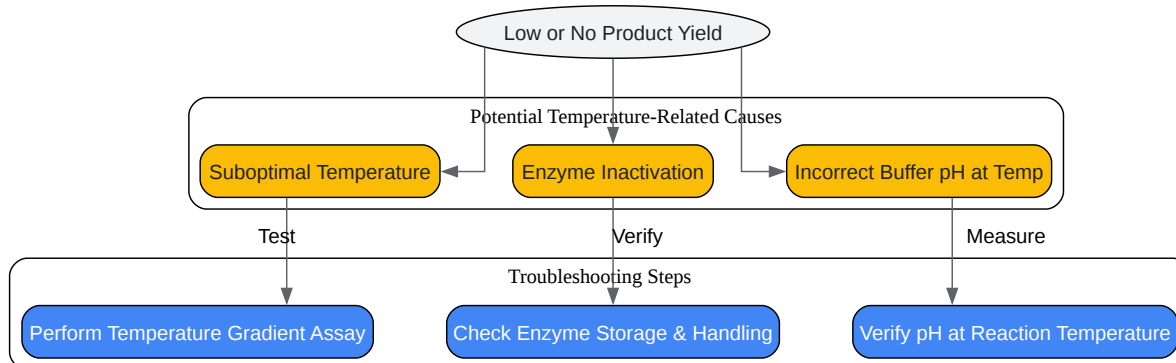 Low or No Product Yield
Potential Temperature-Related Causes
Suboptimal Temperature
Enzyme Inactivation
Incorrect Buffer pH at Temp
Test
Verify
Measure
Troubleshooting Steps
Perform Temperature Gradient Assay
Check Enzyme Storage & Handling
Verify pH at Reaction Temperature